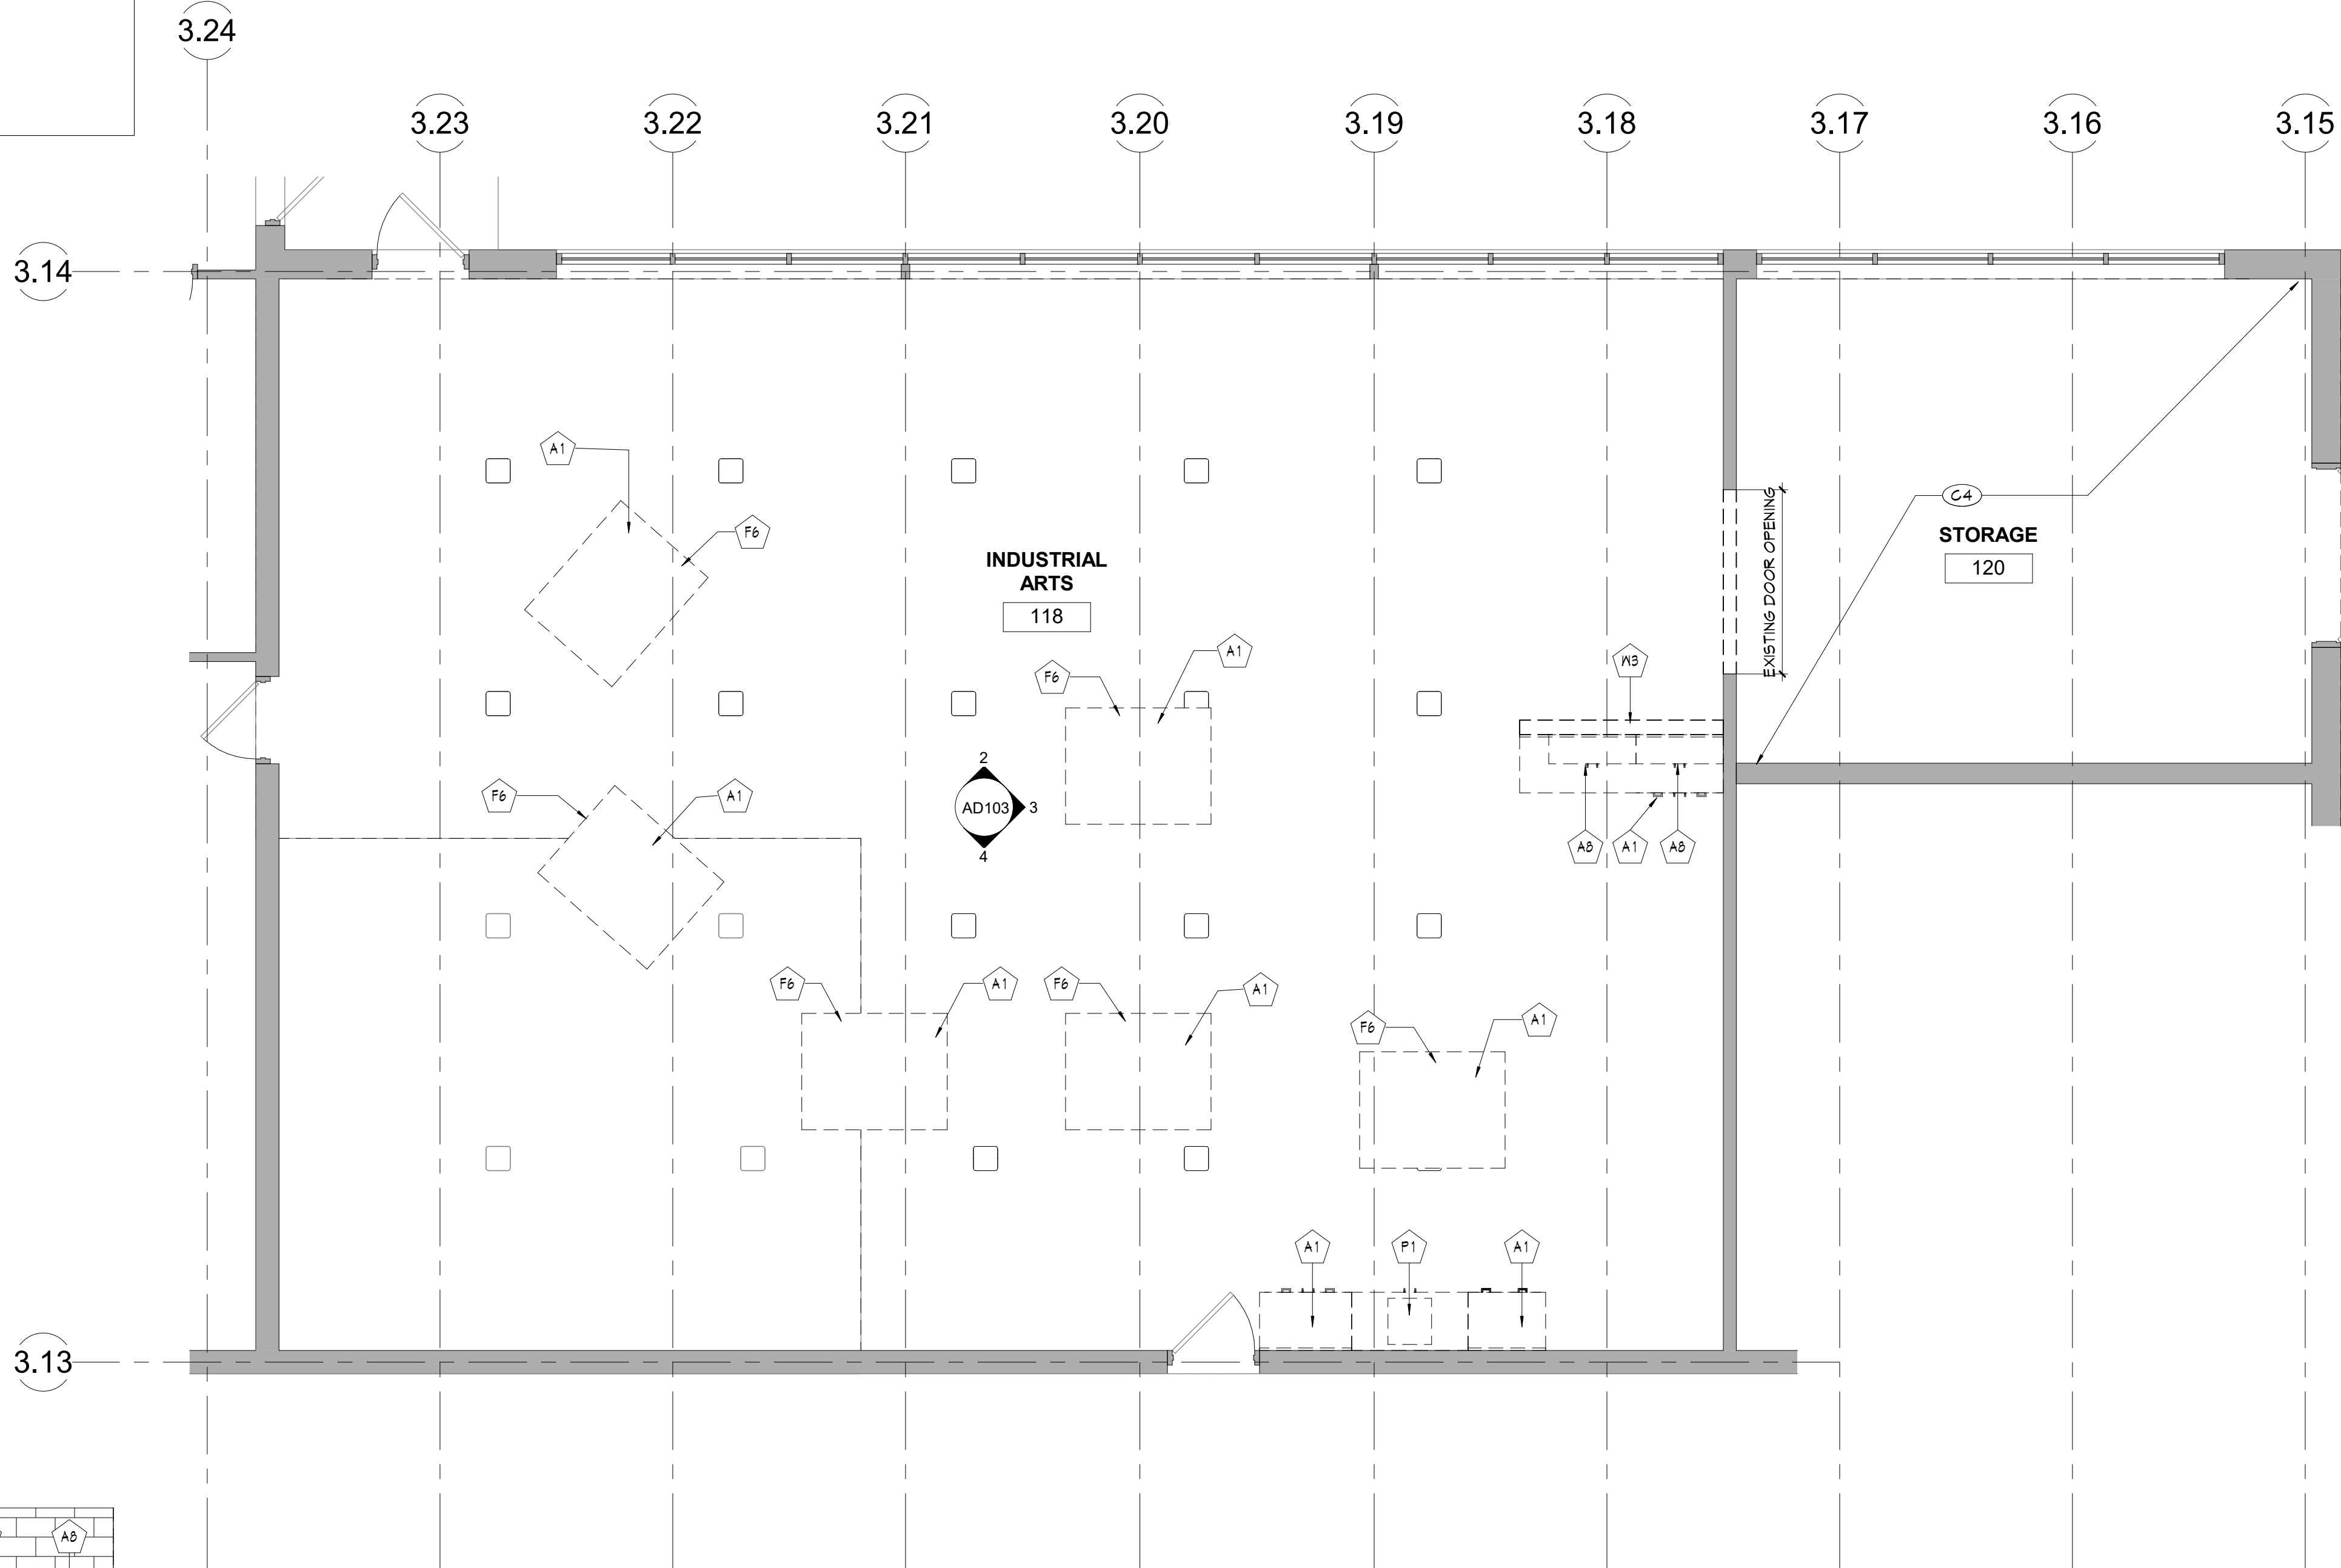 3.24
3.23
3.22
3.21
3.20
3.19
3.18
3.17
3.16
3.15
3.14
A1
F6
INDUSTRIAL
ARTS
118
EXISTING DOOR OPENING
C4
STORAGE
120
F6
A1
W3
F6
A1
2
AD103
3
4
A8
A1
A8
F6
A1
F6
A1
F6
A1
A1
P1
A1
3.13
A8